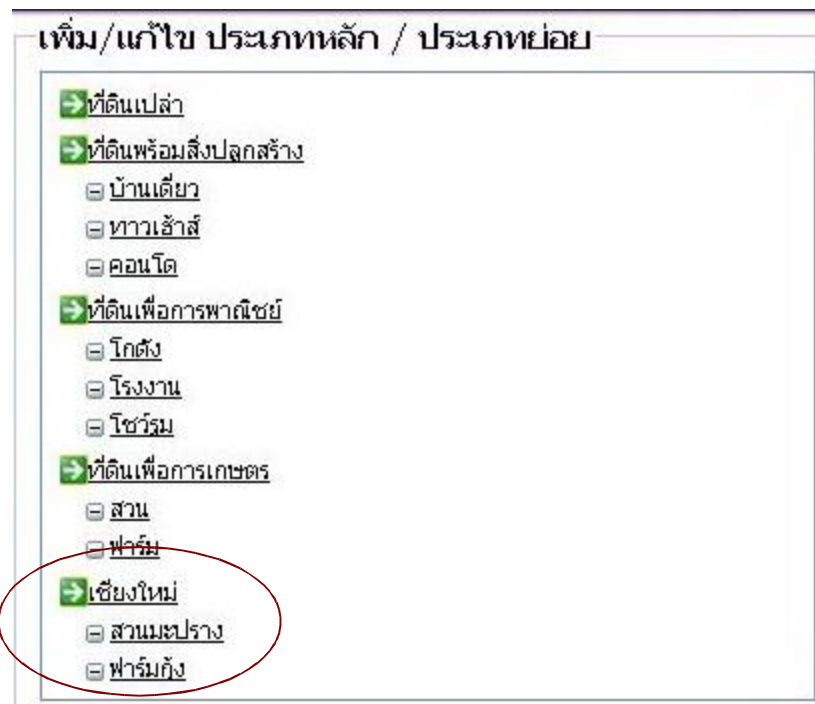 เพิ่ม/แก้ไข ประเภทหลัก / ประเภทย่อย
ที่ดินเปล่า
ที่ดินพร้อมสิ่งปลูกสร้าง
บ้านเดี่ยว
ทาวเฮ้าส์
คอนโด
ที่ดินเพื่อการพาณิชย์
โกดัง
โรงงาน
โชว์รูม
ที่ดินเพื่อการเกษตร
สวน
ฟาร์ม
เชียงใหม่
สวนมะปราง
ฟาร์มกุ้ง